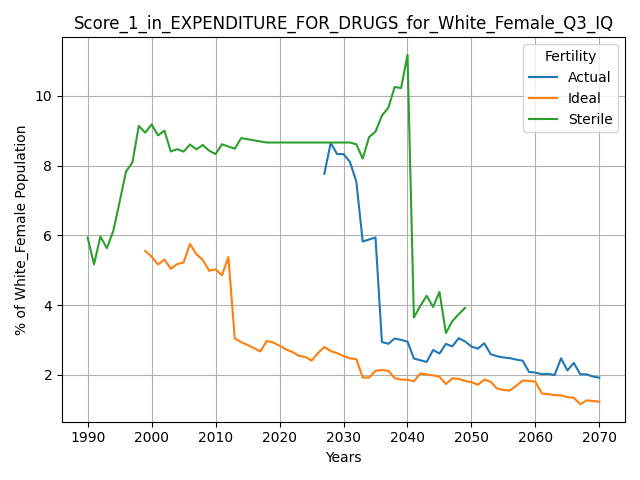 Score_1_in_EXPENDITURE_FOR_DRUGS_for_White_Female_Q3_IQ
% of White_Female Population
10
8
6
4
2
Fertility
Actual
Ideal
Sterile
1990 2000 2010 2020 2030 2040 2050 2060 2070
Years